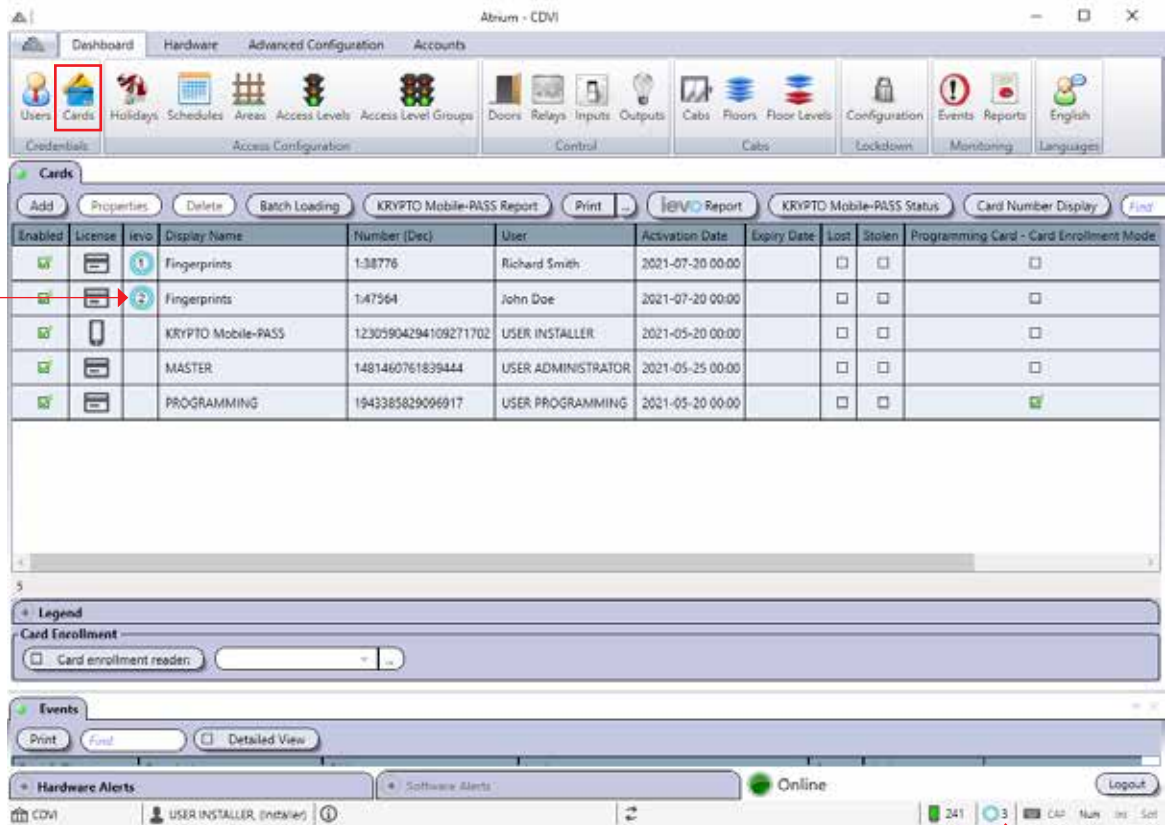 Atrium - CDVI
Dashboard Hardware Advanced Configuration Accounts
Users Cards Holidays Schedules Areas Access Levels Access Level Groups Doors Relays Inputs Outputs Cabs Floors Floor Levels Configuration Events Reports English
Credentials Access Configuration Control Cabs Lockdown Monitoring Languages
Cards
Add Properties Delete Batch Loading KRYPTO Mobile-PASS Report Print ... ievo Report KRYPTO Mobile-PASS Status Card Number Display Find
Enabled License ievo Display Name Number (Dec) User Activation Date Expiry Date Lost Stolen Programming Card - Card Enrollment Mode
1 Fingerprints 1:38776 Richard Smith 2021-07-20 00:00
2 Fingerprints 1:47564 John Doe 2021-07-20 00:00
KRYPTO Mobile-PASS 12305904294109271702 USER INSTALLER 2021-05-20 00:00
MASTER 1481460761839444 USER ADMINISTRATOR 2021-05-25 00:00
PROGRAMMING 1943385829096917 USER PROGRAMMING 2021-05-20 00:00
5
Legend
Card Enrollment
Card enrollment reader: ...
Events
Print Find Detailed View
Hardware Alerts Software Alerts Online Logout
CDVI USER INSTALLER, (Installer) 241 3 CAP Num Ins